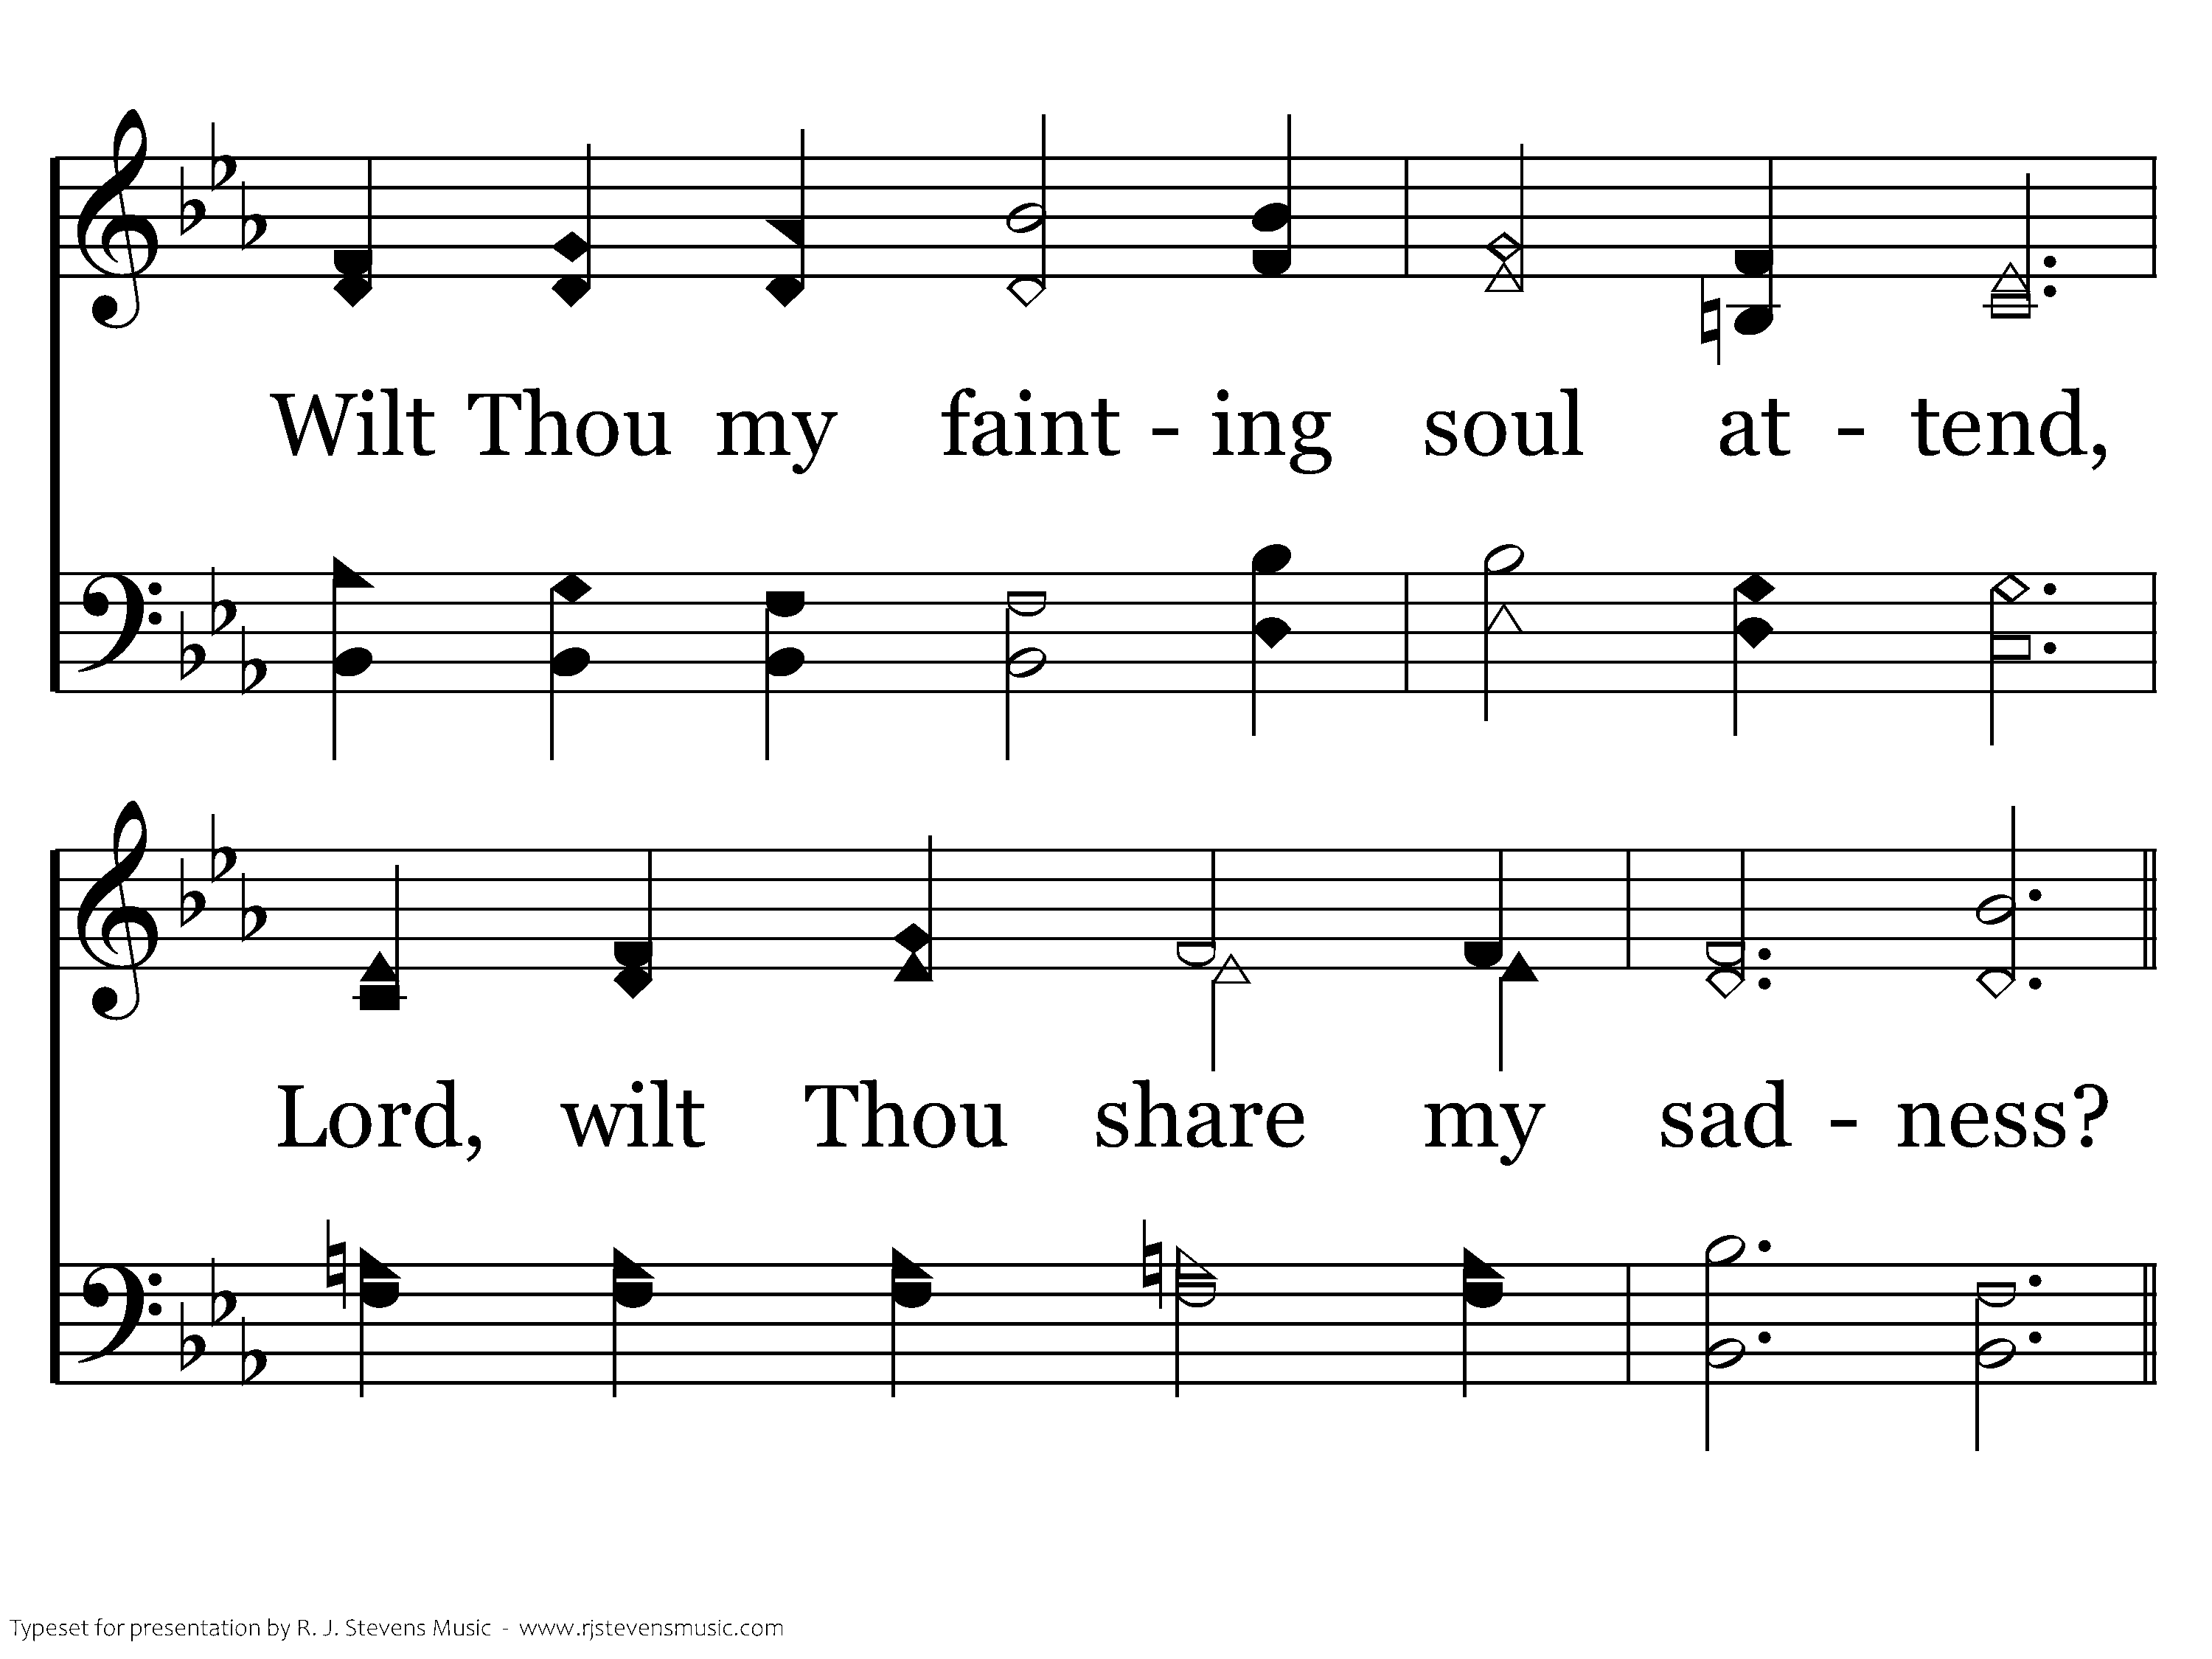 Wilt Thou my faint - ing soul at - tend,
Lord, wilt Thou share my sad - ness?
Typeset for presentation by R. J. Stevens Music - www.rjstevensmusic.com